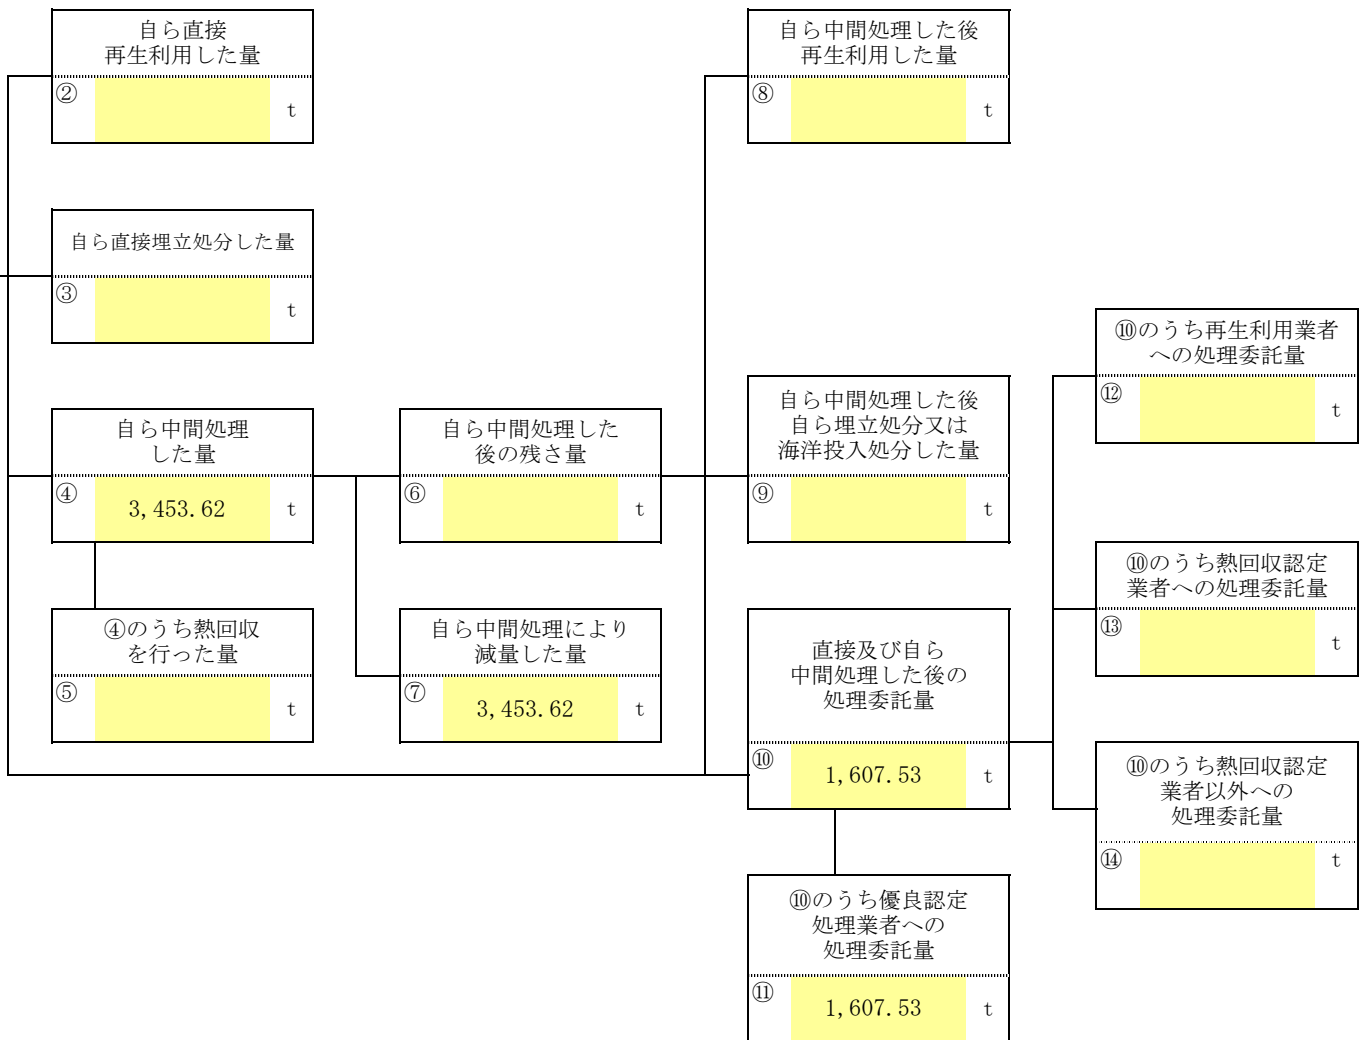 自ら直接
再生利用した量
②
t
自ら中間処理した後
再生利用した量
⑧
t
自ら直接埋立処分した量
③
t
⑩のうち再生利用業者
への処理委託量
⑫
t
自ら中間処理
した量
④
3,453.62
t
自ら中間処理した
後の残さ量
⑥
t
自ら中間処理した後
自ら埋立処分又は
海洋投入処分した量
⑨
t
⑩のうち熱回収認定
業者への処理委託量
⑬
t
④のうち熱回収
を行った量
⑤
t
自ら中間処理により
減量した量
⑦
3,453.62
t
直接及び自ら
中間処理した後の
処理委託量
⑩
1,607.53
t
⑩のうち熱回収認定
業者以外への
処理委託量
⑭
t
⑩のうち優良認定
処理業者への
処理委託量
⑪
1,607.53
t